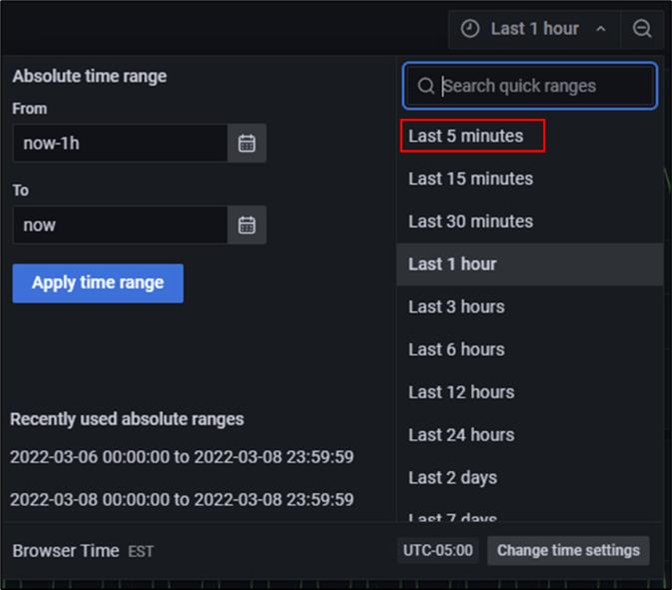 Last 1 hour
Absolute time range
From
now-1h
To
now
Apply time range
Recently used absolute ranges
2022-03-06 00:00:00 to 2022-03-08 23:59:59
2022-03-08 00:00:00 to 2022-03-08 23:59:59
Search quick ranges
Last 5 minutes
Last 15 minutes
Last 30 minutes
Last 1 hour
Last 3 hours
Last 6 hours
Last 12 hours
Last 24 hours
Last 2 days
Last 7 days
Browser Time EST
UTC-05:00
Change time settings